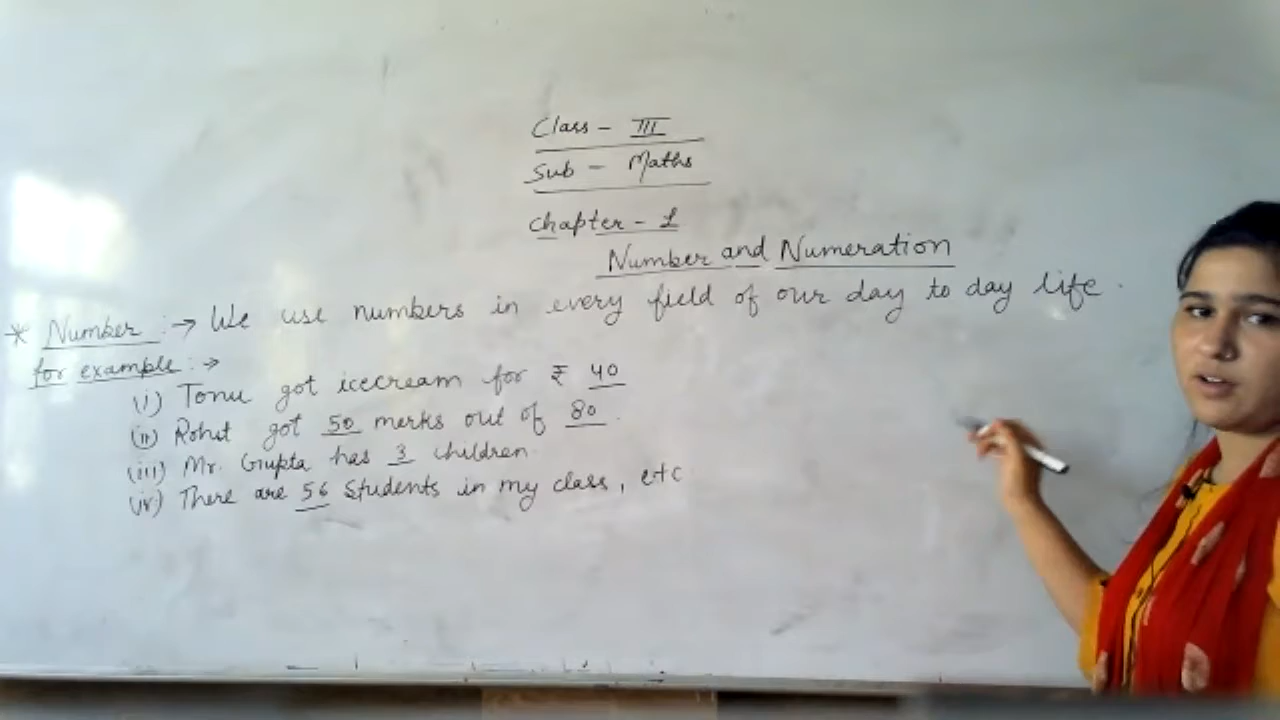 Class - III
Sub - Maths
Chapter - 1
Number and Numeration
* Number :→ We use numbers in every field of our day to day life.
for example :→
(i) Tonu got icecream for ₹ 40
(ii) Rohit got 50 marks out of 80.
(iii) Mr. Gupta has 3 children.
(iv) There are 56 Students in my class, etc